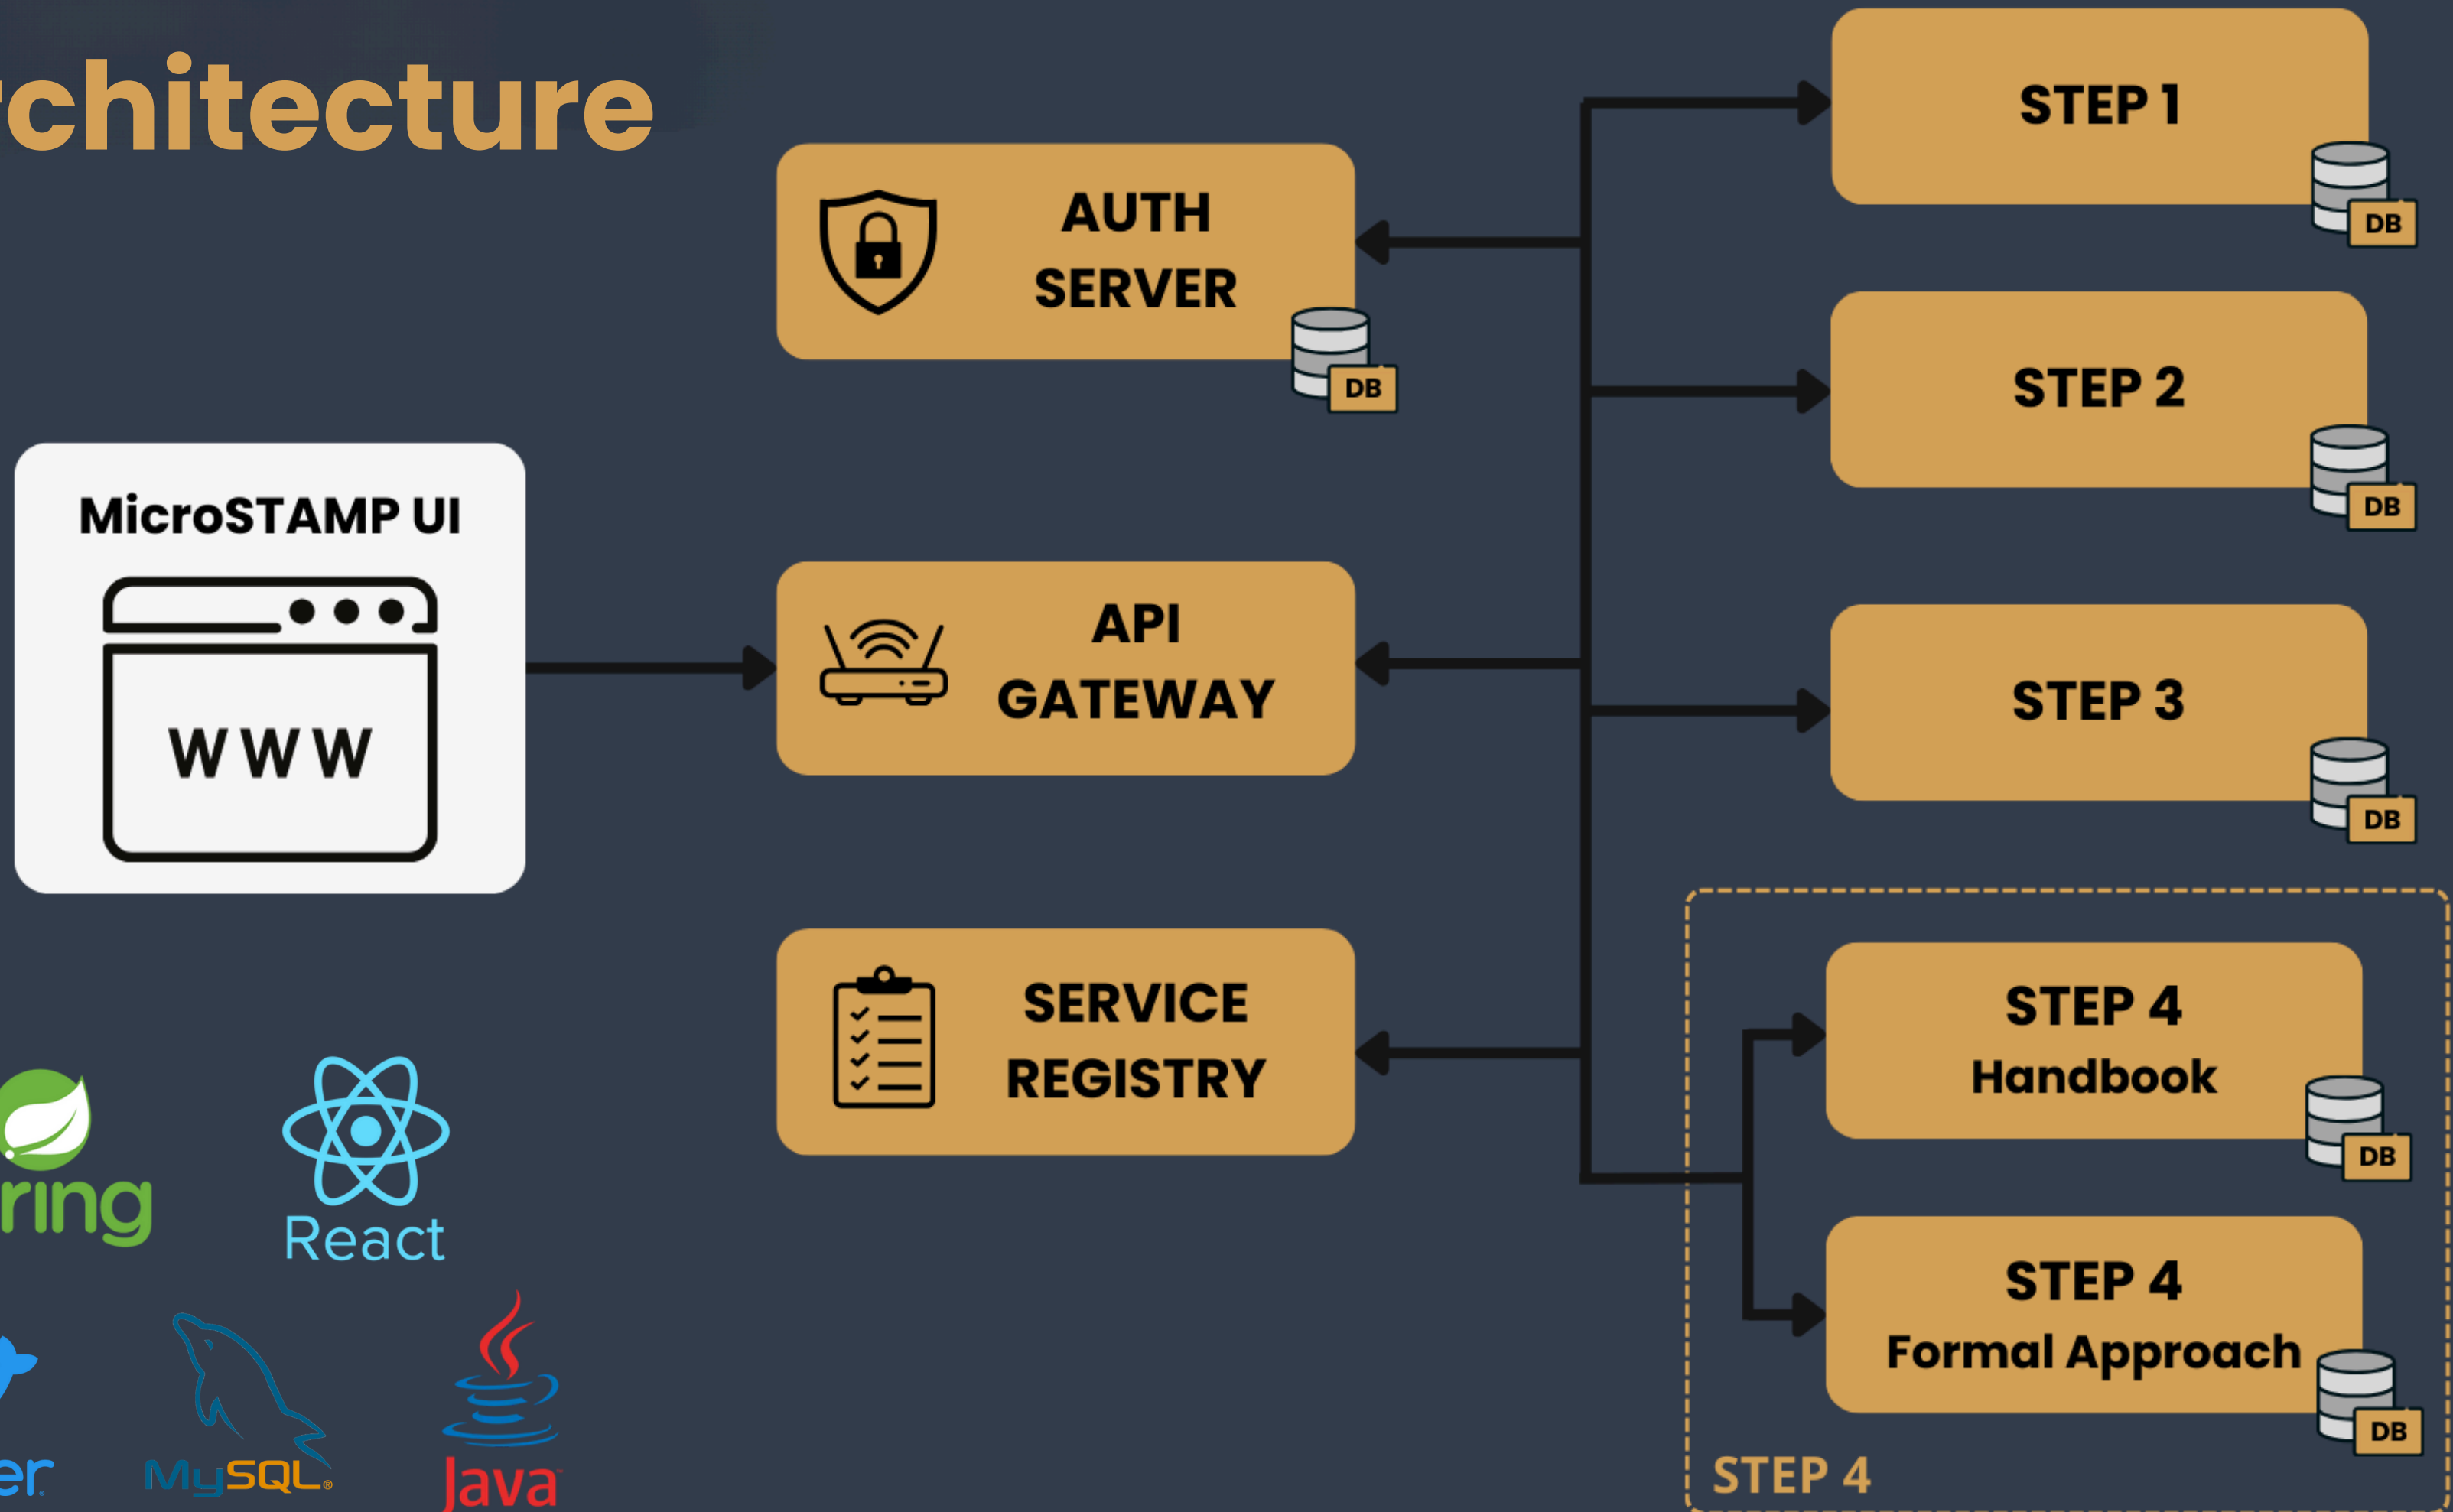 chitecture
AUTH
SERVER
DB
MicroSTAMP UI
WWW
API
GATEWAY
SERVICE
REGISTRY
STEP 1
DB
STEP 2
DB
STEP 3
DB
STEP 4
Handbook
DB
STEP 4
Formal Approach
DB
STEP 4
ring
React
er
MySQL®
Java™